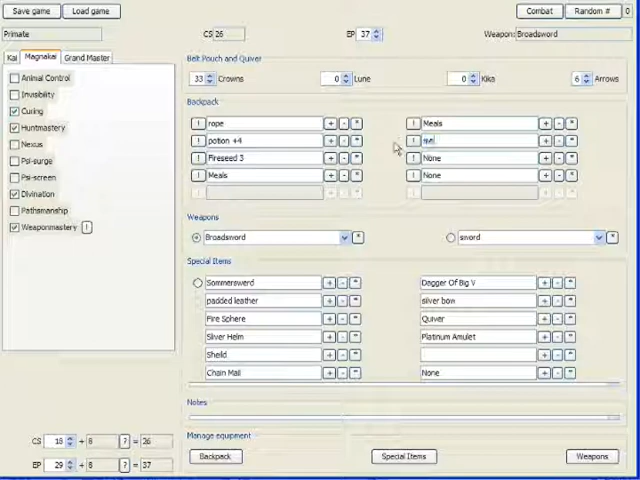 Save game Load game Combat Random # 0
Primate CS 26 EP 37 Weapon: Broadsword
Kai Magnakai Grand Master
Animal Control
Invisibility
Curing
Huntmastery
Nexus
Psi-surge
Psi-screen
Divination
Pathsmanship
Weaponmastery !
Belt Pouch and Quiver
33 Crowns 0 Lune 0 Kika 6 Arrows
Backpack
! rope + - * ! Meals + - *
! potion +4 + - * ! + - *
! Fireseed 3 + - * ! None + - *
! Meals + - * ! None + - *
! + - * ! + - *
Weapons
Broadsword * sword *
Special Items
Sommerswerd + - * Dagger Of Big V + - *
padded leather + - * silver bow + - *
Fire Sphere + - * Quiver + - *
Silver Helm + - * Platinum Amulet + - *
Sheild + - * + - *
Chain Mail + - * None + - *
Notes
Manage equipment
Backpack Special Items Weapons
CS 18 + 8 ? = 26
EP 29 + 8 ? = 37